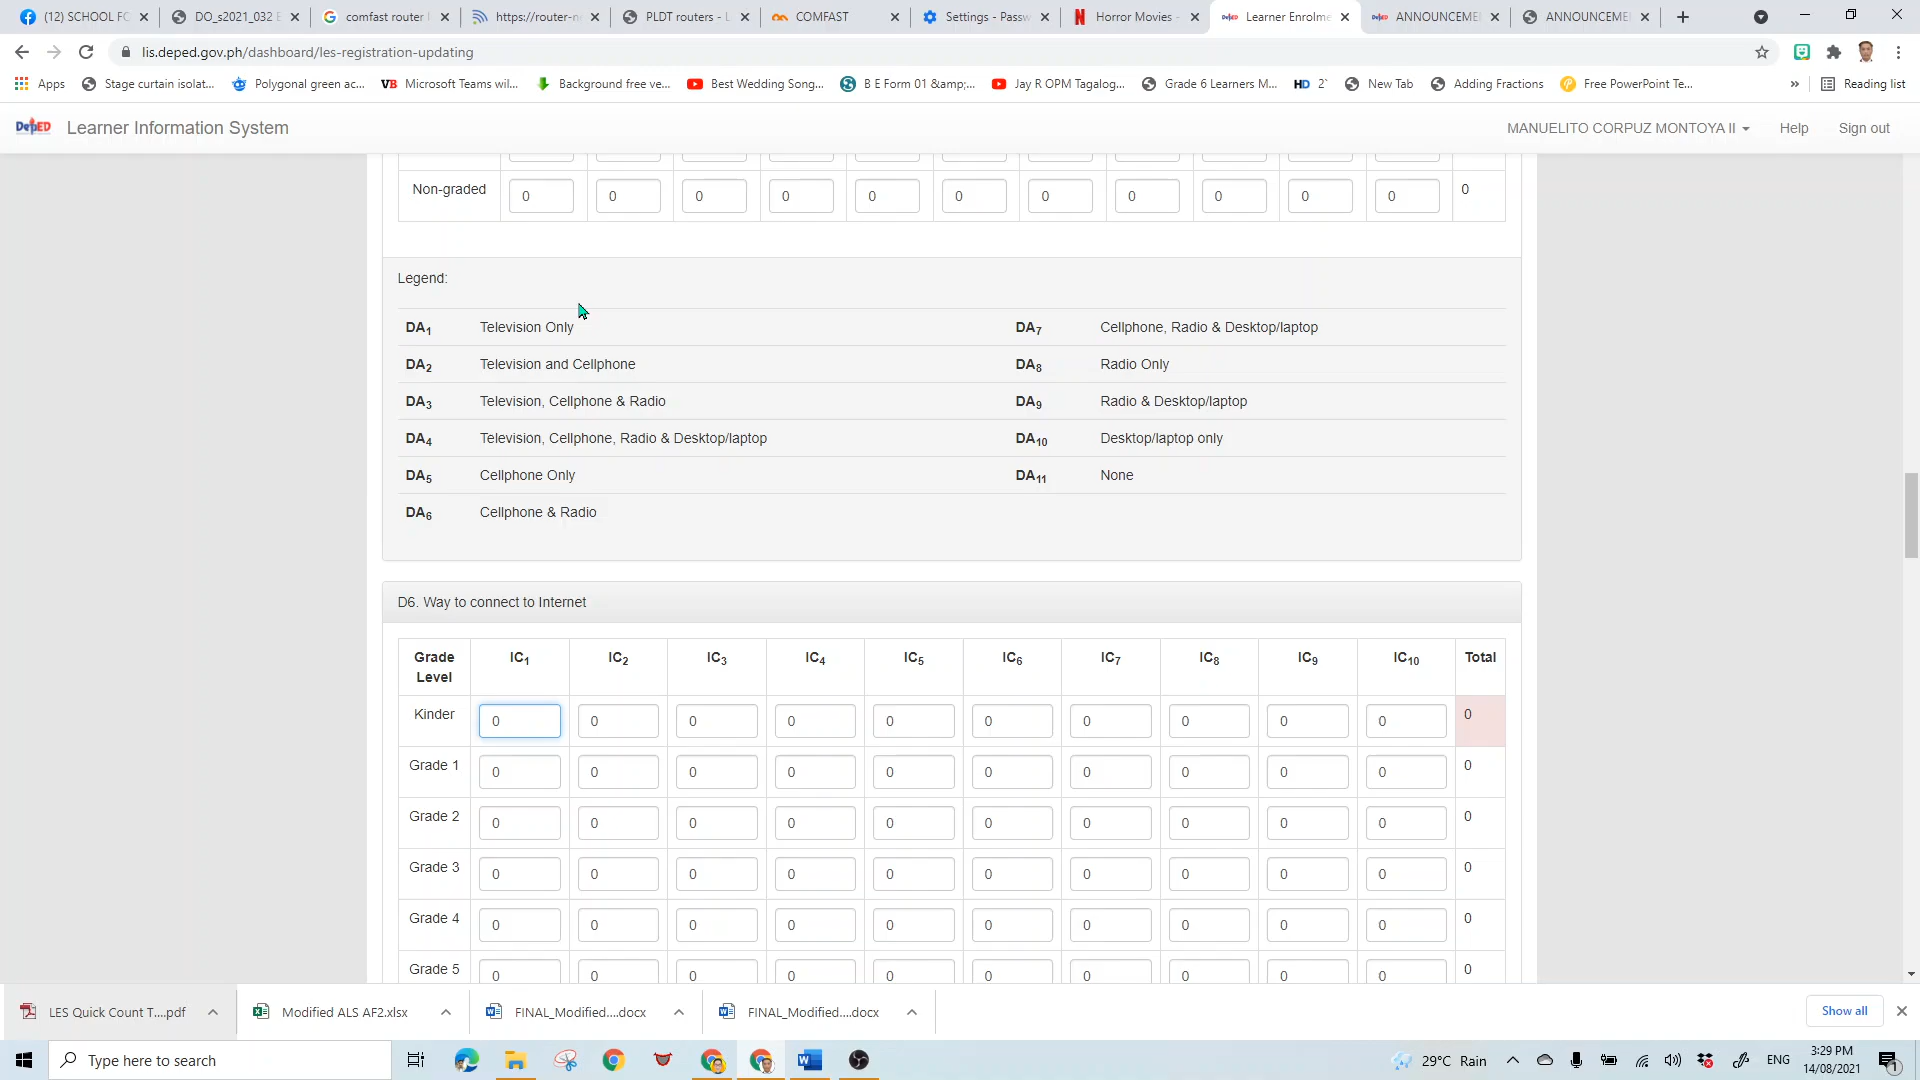 (12) SCHOOL FO
DO_s2021_032 E
comfast router l
https://router-n
PLDT routers - L
COMFAST
Settings - Passw
Horror Movies -
Learner Enrolme
ANNOUNCEME
ANNOUNCEME
lis.deped.gov.ph/dashboard/les-registration-updating
Apps
Stage curtain isolat...
Polygonal green ac...
Microsoft Teams wil...
Background free ve...
Best Wedding Song...
B E Form 01 &amp;...
Jay R OPM Tagalog...
Grade 6 Learners M...
HD 2`
New Tab
Adding Fractions
Free PowerPoint Te...
»
Reading list
DepED Learner Information System
MANUELITO CORPUZ MONTOYA II
Help
Sign out
Non-graded 0 0 0 0 0 0 0 0 0 0 0 0
Legend:
DA1 Television Only DA7 Cellphone, Radio & Desktop/laptop
DA2 Television and Cellphone DA8 Radio Only
DA3 Television, Cellphone & Radio DA9 Radio & Desktop/laptop
DA4 Television, Cellphone, Radio & Desktop/laptop DA10 Desktop/laptop only
DA5 Cellphone Only DA11 None
DA6 Cellphone & Radio
D6. Way to connect to Internet
Grade Level IC1 IC2 IC3 IC4 IC5 IC6 IC7 IC8 IC9 IC10 Total
Kinder 0 0 0 0 0 0 0 0 0 0 0
Grade 1 0 0 0 0 0 0 0 0 0 0 0
Grade 2 0 0 0 0 0 0 0 0 0 0 0
Grade 3 0 0 0 0 0 0 0 0 0 0 0
Grade 4 0 0 0 0 0 0 0 0 0 0 0
Grade 5 0 0 0 0 0 0 0 0 0 0 0
LES Quick Count T....pdf
Modified ALS AF2.xlsx
FINAL_Modified....docx
FINAL_Modified....docx
Show all
Type here to search
29°C Rain
ENG
3:29 PM
14/08/2021
1